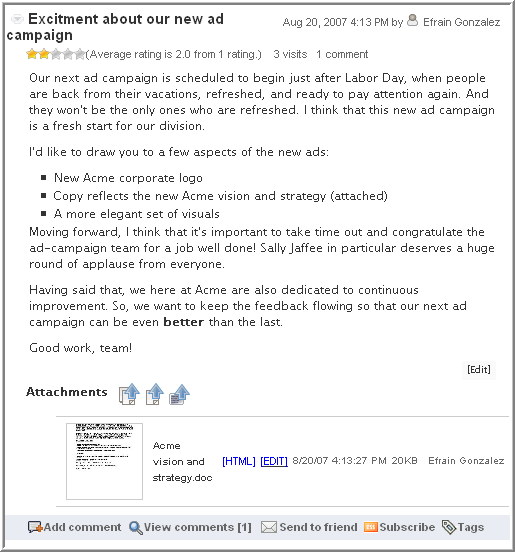 Excitment about our new ad campaign
Aug 20, 2007 4:13 PM by Efrain Gonzalez
(Average rating is 2.0 from 1 rating.) 3 visits 1 comment
Our next ad campaign is scheduled to begin just after Labor Day, when people
are back from their vacations, refreshed, and ready to pay attention again. And
they won't be the only ones who are refreshed. I think that this new ad campaign
is a fresh start for our division.
I'd like to draw you to a few aspects of the new ads:
New Acme corporate logo
Copy reflects the new Acme vision and strategy (attached)
A more elegant set of visuals
Moving forward, I think that it's important to take time out and congratulate the
ad-campaign team for a job well done! Sally Jaffee in particular deserves a huge
round of applause from everyone.
Having said that, we here at Acme are also dedicated to continuous
improvement. So, we want to keep the feedback flowing so that our next ad
campaign can be even better than the last.
Good work, team!
[Edit]
Attachments
Acme
vision and
strategy.doc
[HTML] [EDIT] 8/20/07 4:13:27 PM 20KB Efrain Gonzalez
Add comment View comments [1] Send to friend Subscribe Tags